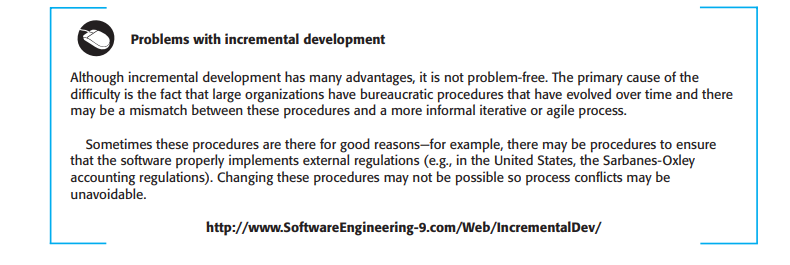 Problems with incremental development
Although incremental development has many advantages, it is not problem-free. The primary cause of the
difficulty is the fact that large organizations have bureaucratic procedures that have evolved over time and there
may be a mismatch between these procedures and a more informal iterative or agile process.
Sometimes these procedures are there for good reasons—for example, there may be procedures to ensure
that the software properly implements external regulations (e.g., in the United States, the Sarbanes-Oxley
accounting regulations). Changing these procedures may not be possible so process conflicts may be
unavoidable.
http://www.SoftwareEngineering-9.com/Web/IncrementalDev/